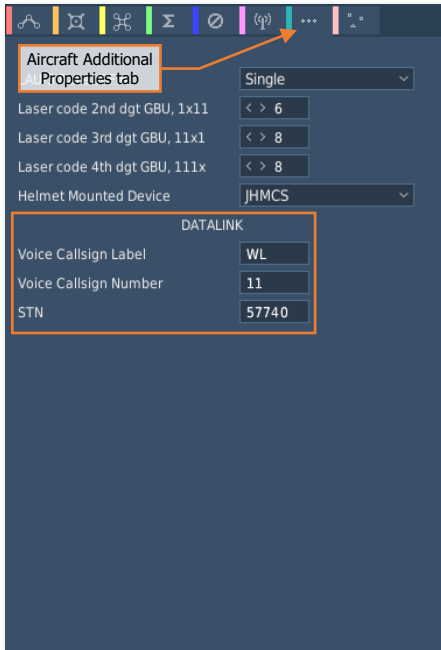 Aircraft Additional
Properties tab
Single
Laser code 2nd dgt GBU, 1x11
< > 6
Laser code 3rd dgt GBU, 11x1
< > 8
Laser code 4th dgt GBU, 111x
< > 8
Helmet Mounted Device
JHMCS
DATALINK
Voice Callsign Label
WL
Voice Callsign Number
11
STN
57740